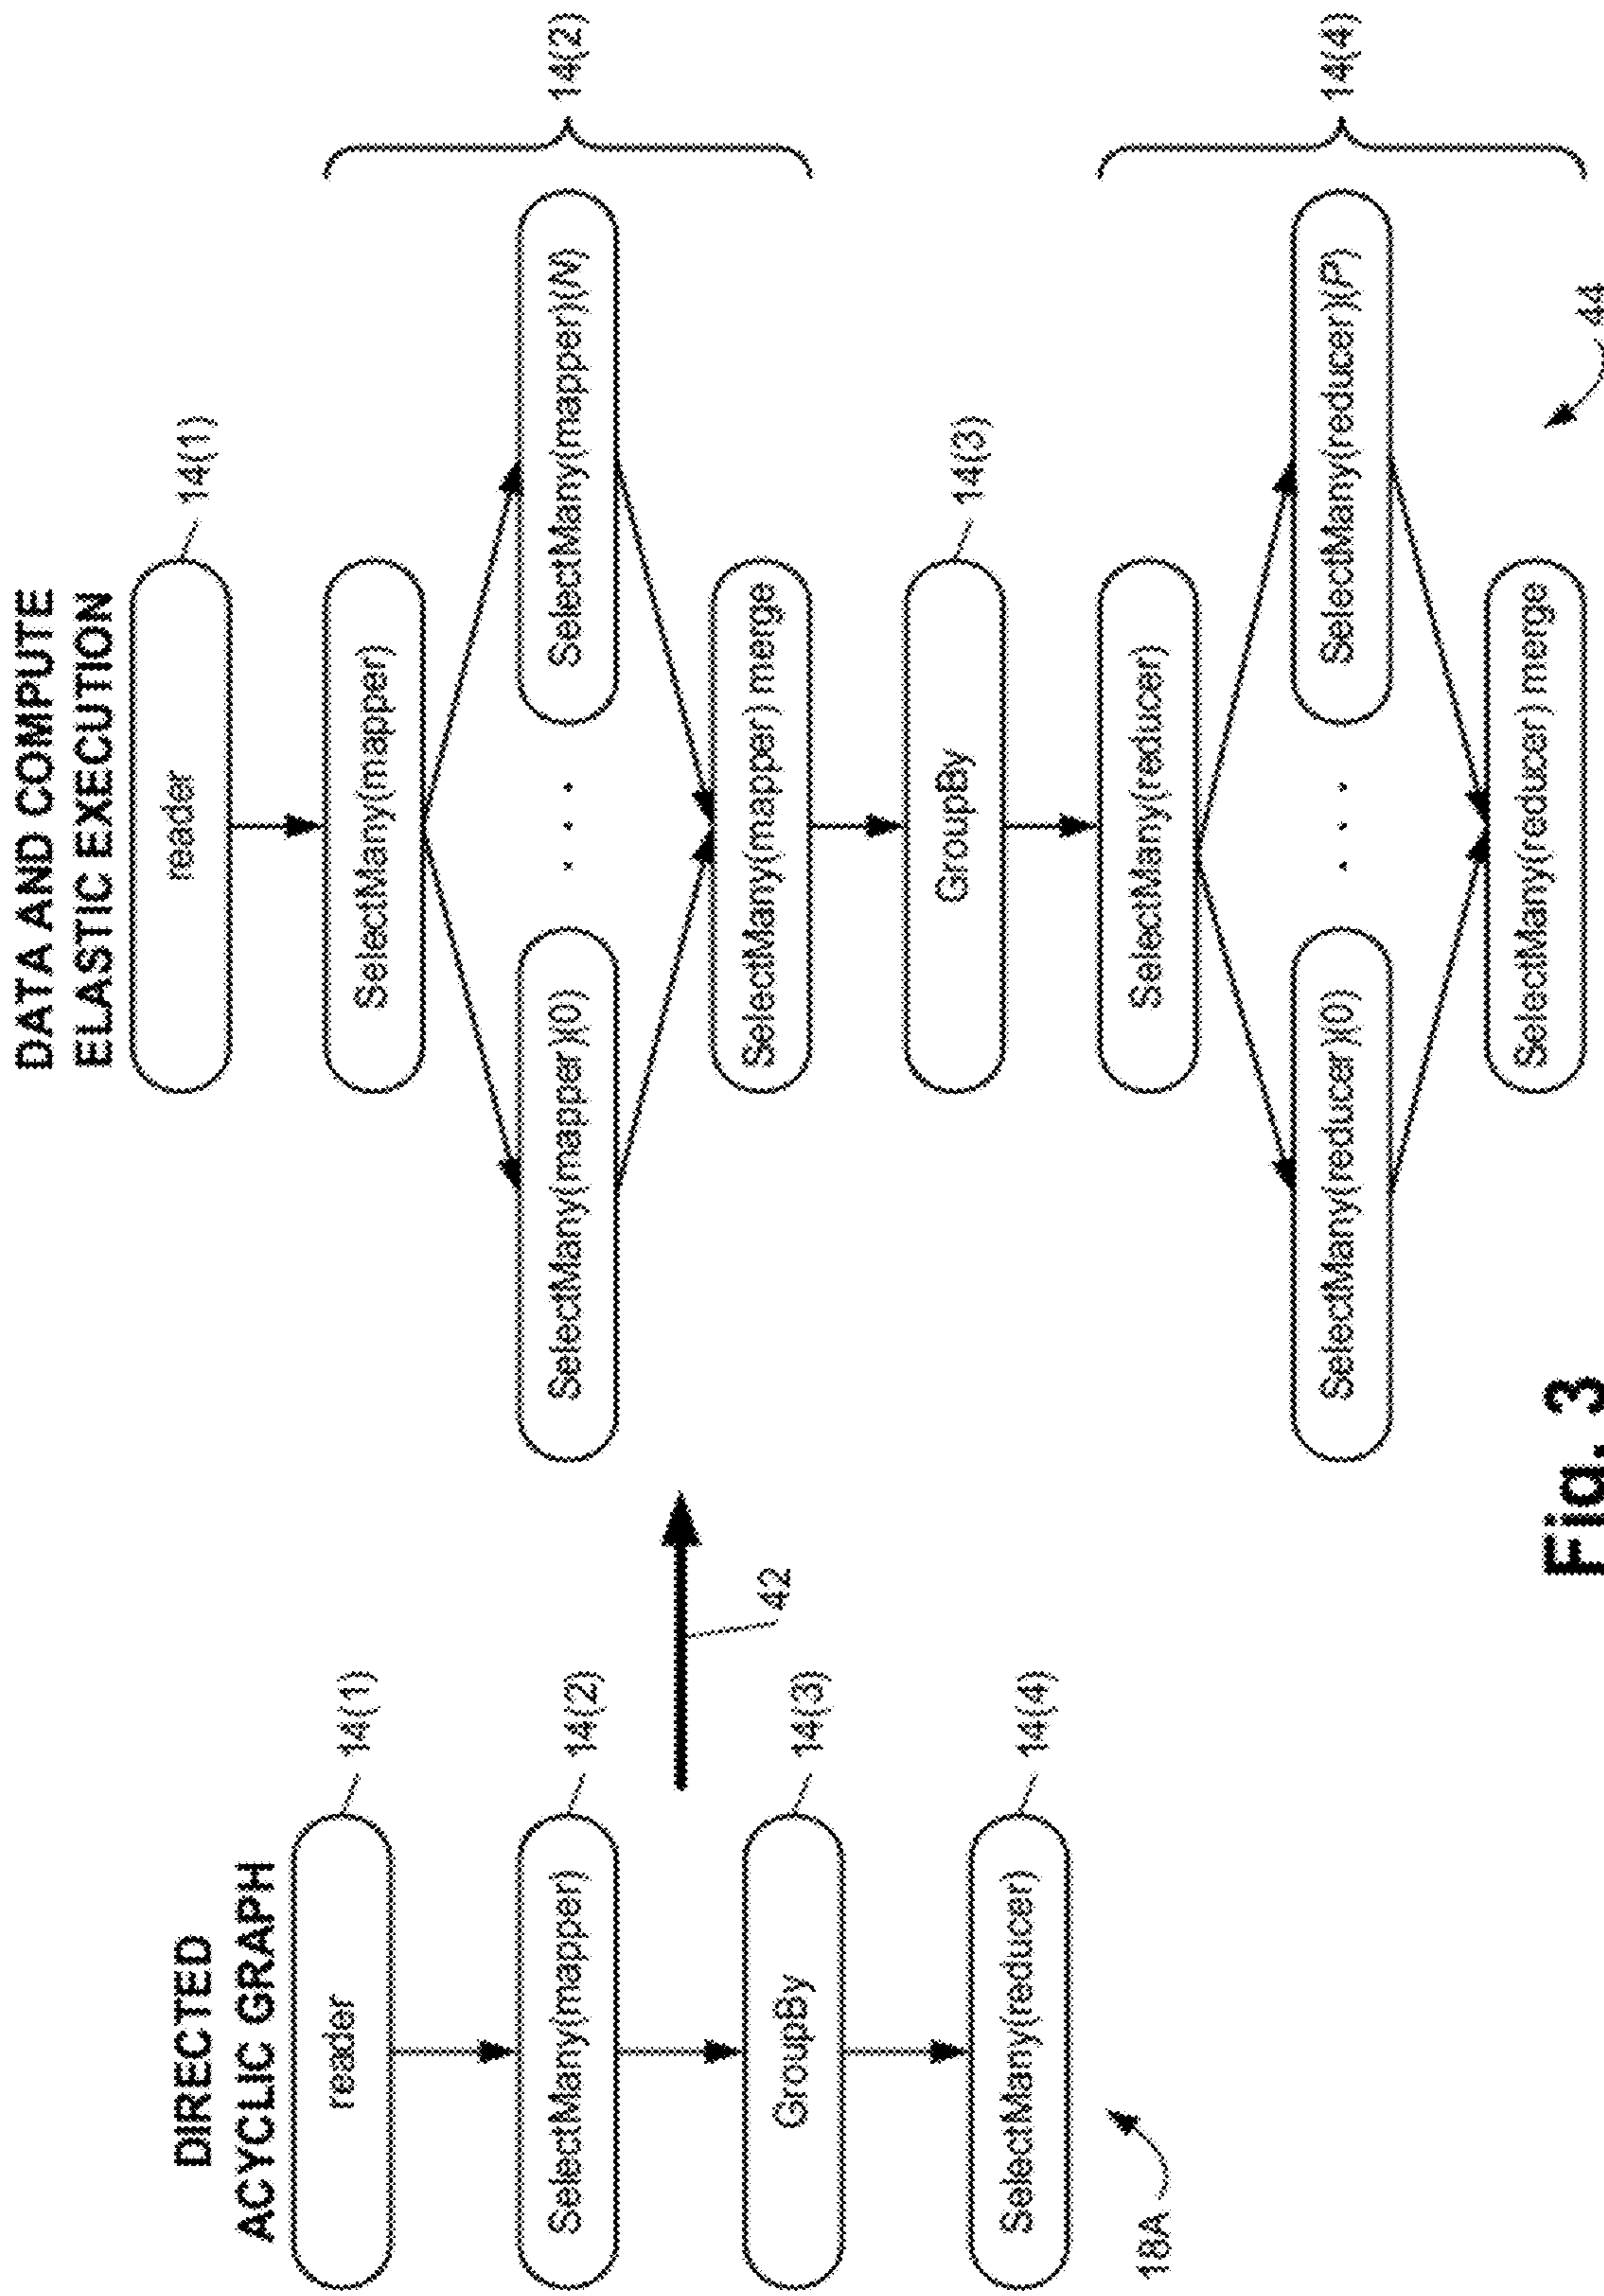 DIRECTED
ACYCLIC GRAPH
reader
14(1)
SelectMany(mapper)
14(2)
GroupBy
14(3)
SelectMany(reducer)
14(4)
18A
42
DATA AND COMPUTE
ELASTIC EXECUTION
reader
14(1)
SelectMany(mapper)
SelectMany(mapper)(0)
. . .
SelectMany(mapper)(N)
SelectMany(mapper) merge
14(2)
GroupBy
14(3)
SelectMany(reducer)
SelectMany(reducer)(0)
. . .
SelectMany(reducer)(P)
SelectMany(reducer) merge
14(4)
44
Fig. 3